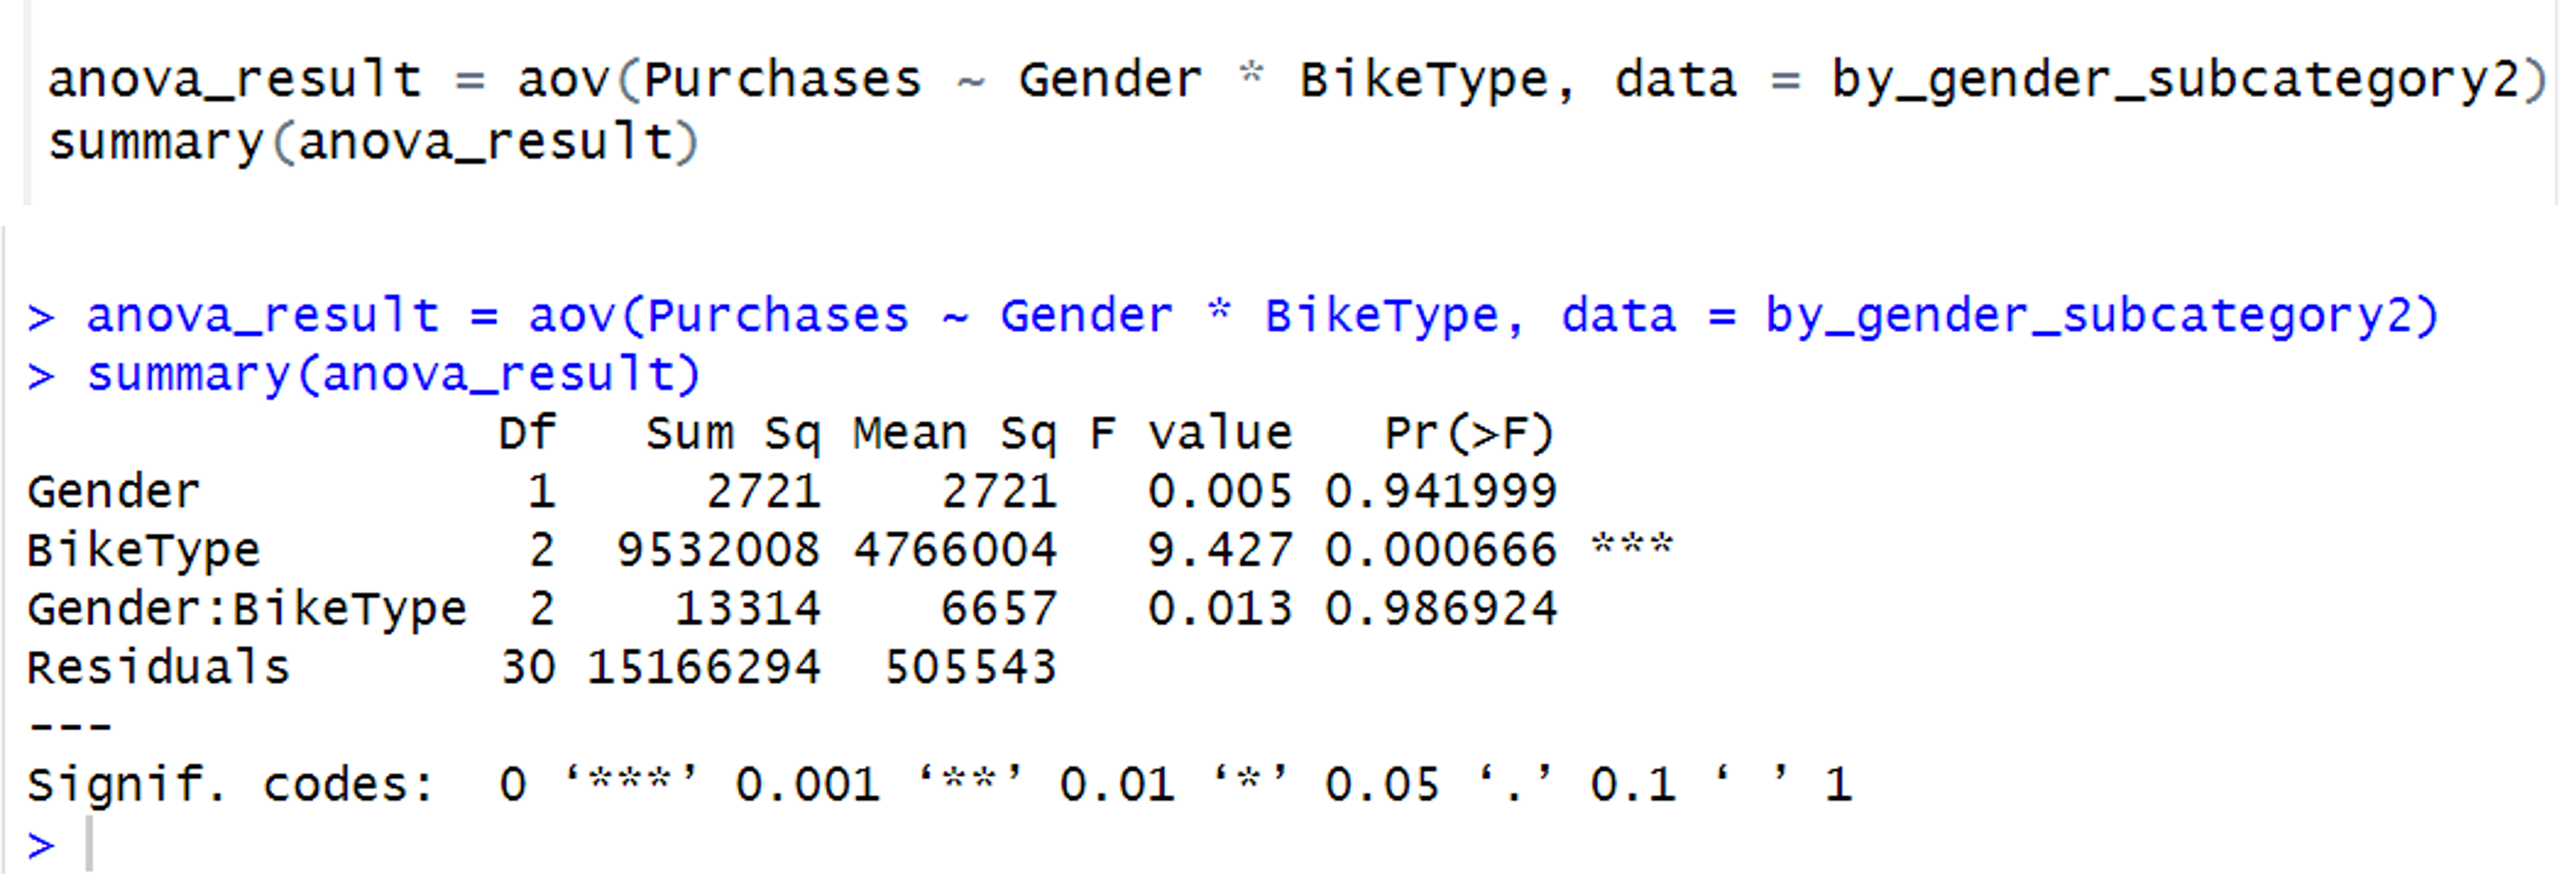 anova_result = aov(Purchases ~ Gender * BikeType, data = by_gender_subcategory2)
summary(anova_result)
> anova_result = aov(Purchases ~ Gender * BikeType, data = by_gender_subcategory2)
> summary(anova_result)
                Df   Sum Sq Mean Sq F value   Pr(>F)
Gender           1     2721    2721   0.005 0.941999
BikeType         2  9532008 4766004   9.427 0.000666 ***
Gender:BikeType  2    13314    6657   0.013 0.986924
Residuals       30 15166294  505543
---
Signif. codes:  0 ‘***’ 0.001 ‘**’ 0.01 ‘*’ 0.05 ‘.’ 0.1 ‘ ’ 1
>